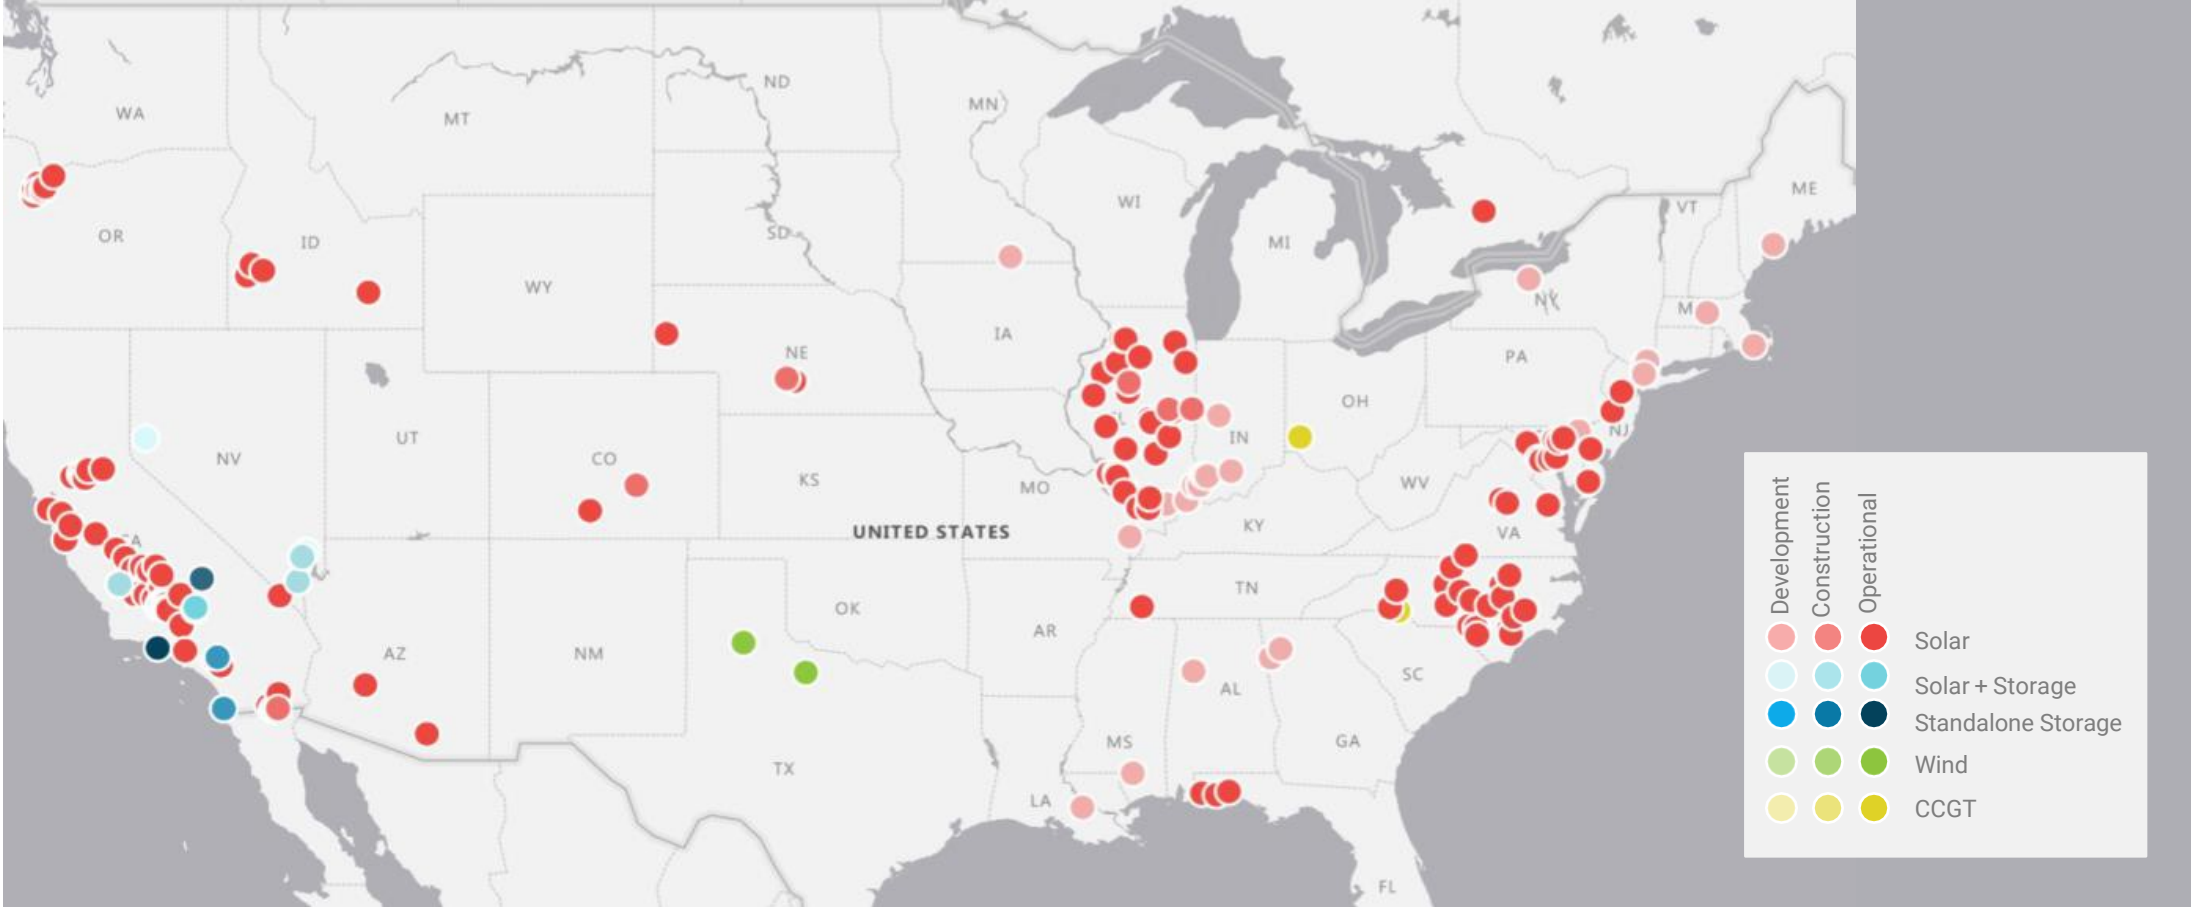 ND
MN
WA
MT
ME
WI
VT
OR
SD
ID
MI
WY
NY
M
IA
NE
PA
OH
NJ
UT
NV
CO
IN
KS
MO
WV
KY
UNITED STATES
VA
TN
OK
AR
AZ
NM
SC
AL
MS
GA
TX
LA
FL
Development
Construction
Operational
Solar
Solar + Storage
Standalone Storage
Wind
CCGT